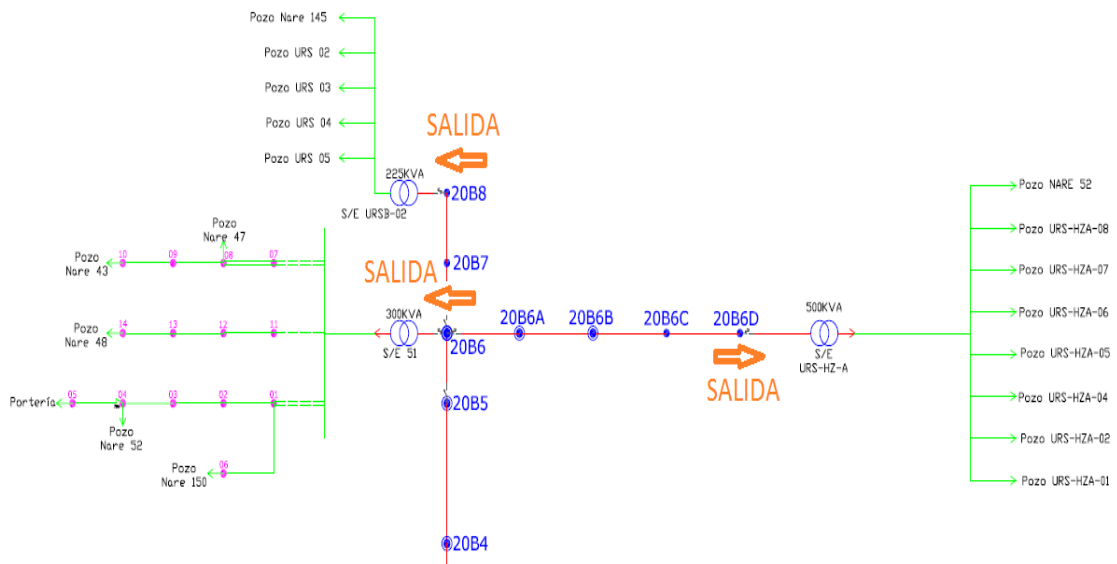 Pozo Nare 145
Pozo URS 02
Pozo URS 03
Pozo URS 04
Pozo URS 05
SALIDA
225KVA
20B8
S/E URSB-02
Pozo NARE 52
Pozo URS-HZA-08
Pozo URS-HZA-07
Pozo URS-HZA-06
Pozo URS-HZA-05
Pozo URS-HZA-04
Pozo URS-HZA-02
Pozo URS-HZA-01
Pozo
Nare 47
10
09
08
07
Pozo
Nare 43
20B7
SALIDA
300KVA
S/E 51
20B6
20B6A
20B6B
20B6C
20B6D
500KVA
S/E
URS-HZ-A
SALIDA
14
13
12
11
Pozo
Nare 48
05
04
03
02
01
Portería
Pozo
Nare 52
20B5
06
Pozo
Nare 150
20B4